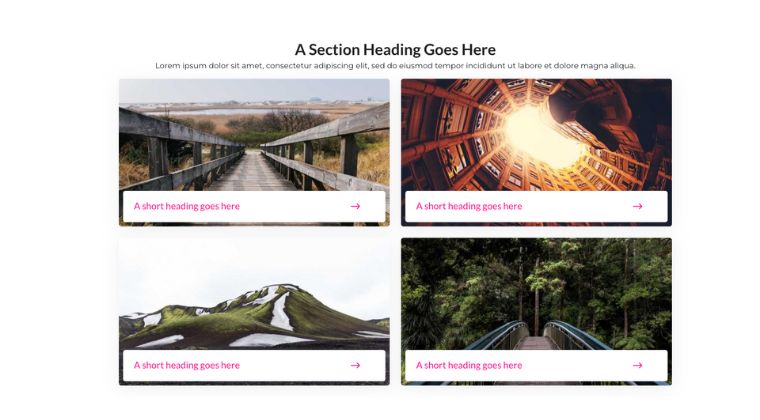 A Section Heading Goes Here
Lorem ipsum dolor sit amet, consectetur adipiscing elit, sed do eiusmod tempor incididunt ut labore et dolore magna aliqua.
A short heading goes here →
A short heading goes here →
A short heading goes here →
A short heading goes here →